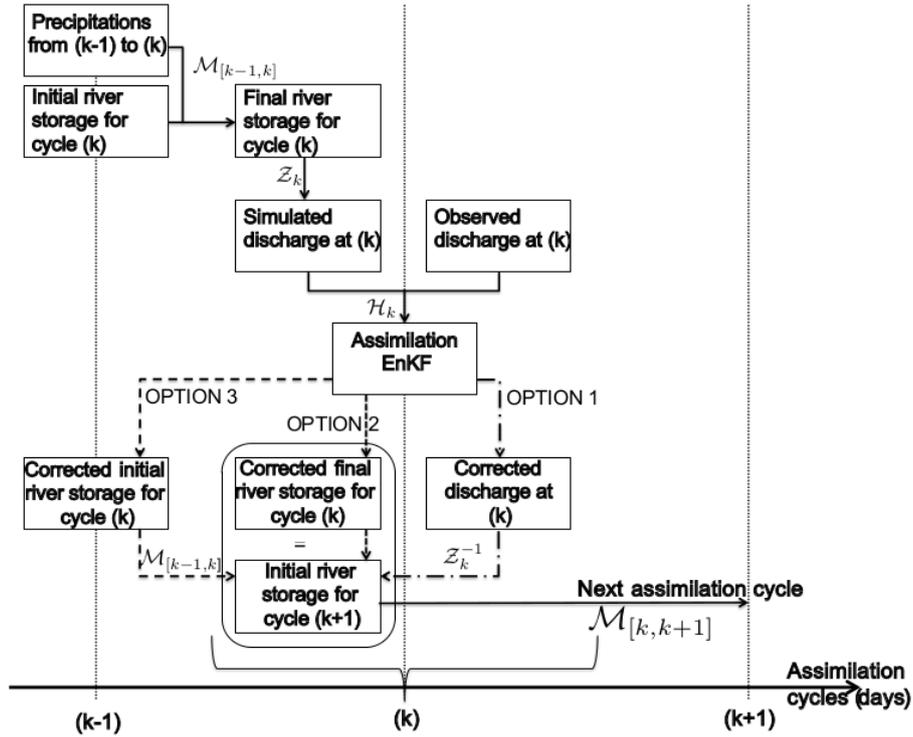 Precipitations
from (k-1) to (k)
Initial river
storage for
cycle (k)
M[k−1,k]
Final river
storage for
cycle (k)
Zk
Simulated
discharge at (k)
Observed
discharge at (k)
Hk
Assimilation
EnKF
OPTION 3
OPTION 2
OPTION 1
Corrected initial
river storage for
cycle (k)
Corrected final
river storage for
cycle (k)
Corrected
discharge at
(k)
=
M[k−1,k]
Zk−1
Initial river
storage for
cycle (k+1)
Next assimilation cycle
M[k,k+1]
Assimilation
cycles (days)
(k-1)
(k)
(k+1)